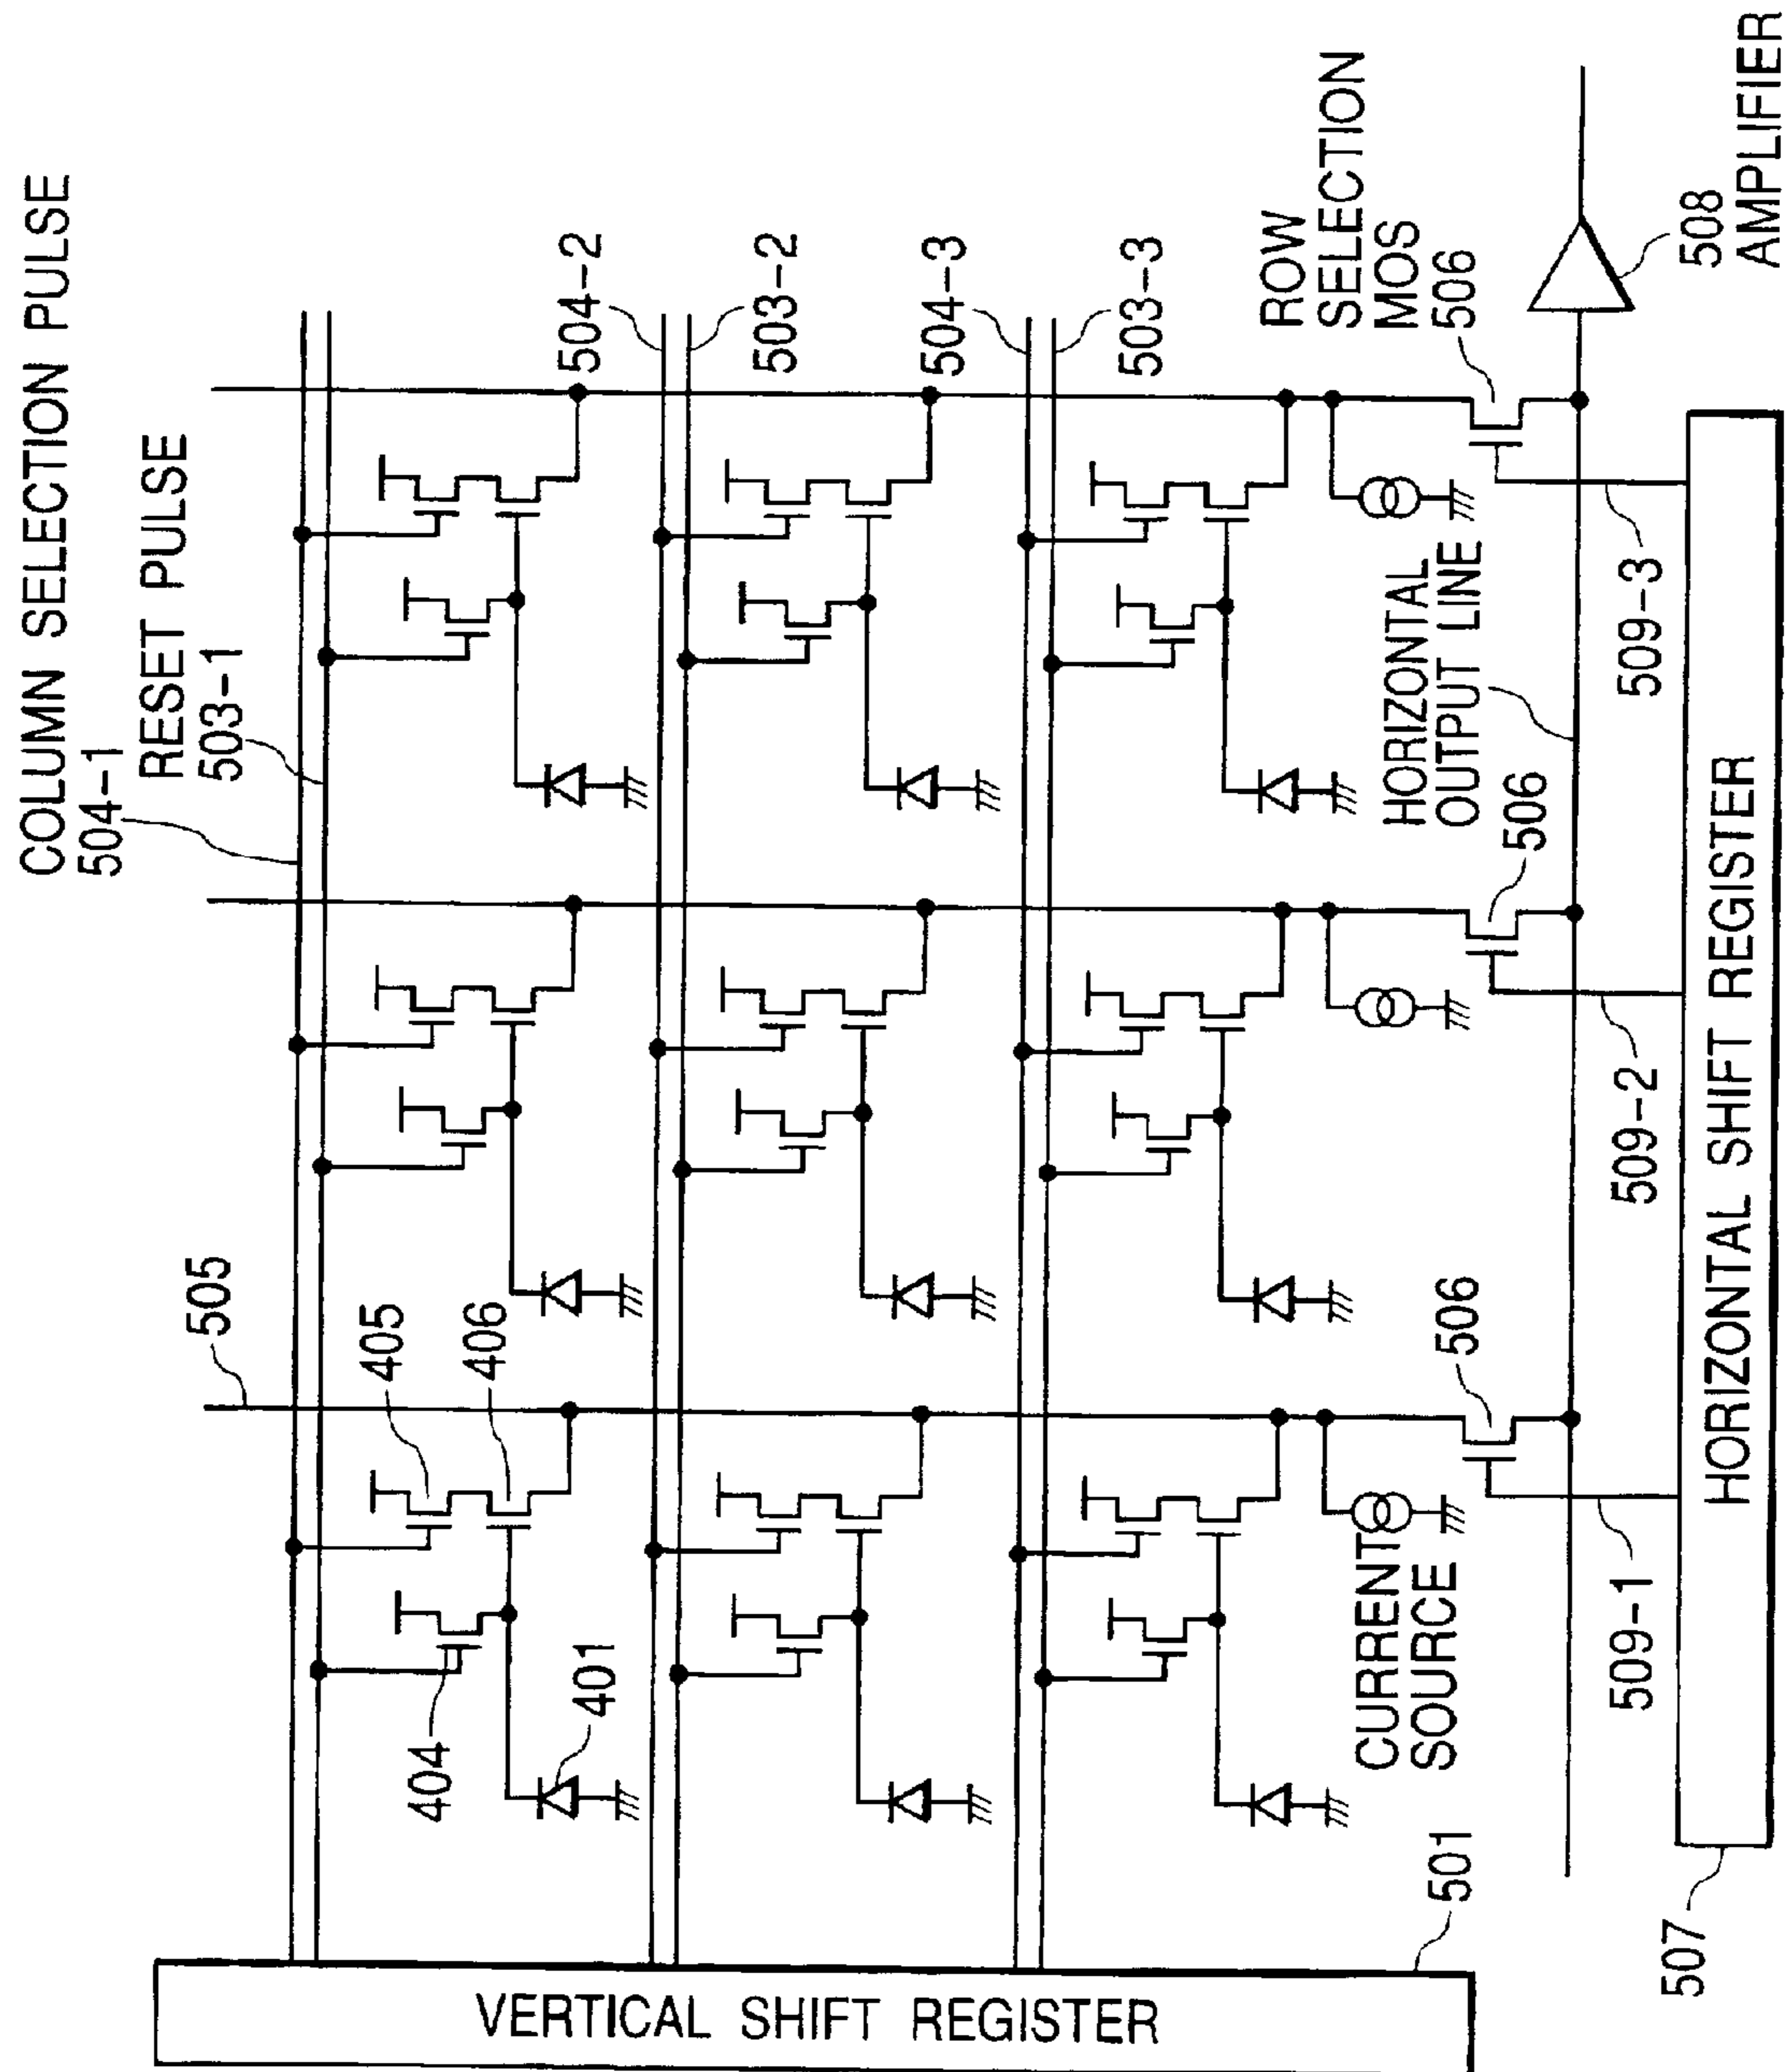 COLUMN SELECTION PULSE
504-1
RESET PULSE
503-1
505
405
406
404
401
504-2
503-2
504-3
503-3
ROW
SELECTION
MOS
506
506
506
CURRENT
SOURCE
HORIZONTAL
OUTPUT LINE
508
AMPLIFIER
509-1
509-2
509-3
VERTICAL SHIFT REGISTER
501
HORIZONTAL SHIFT REGISTER
507